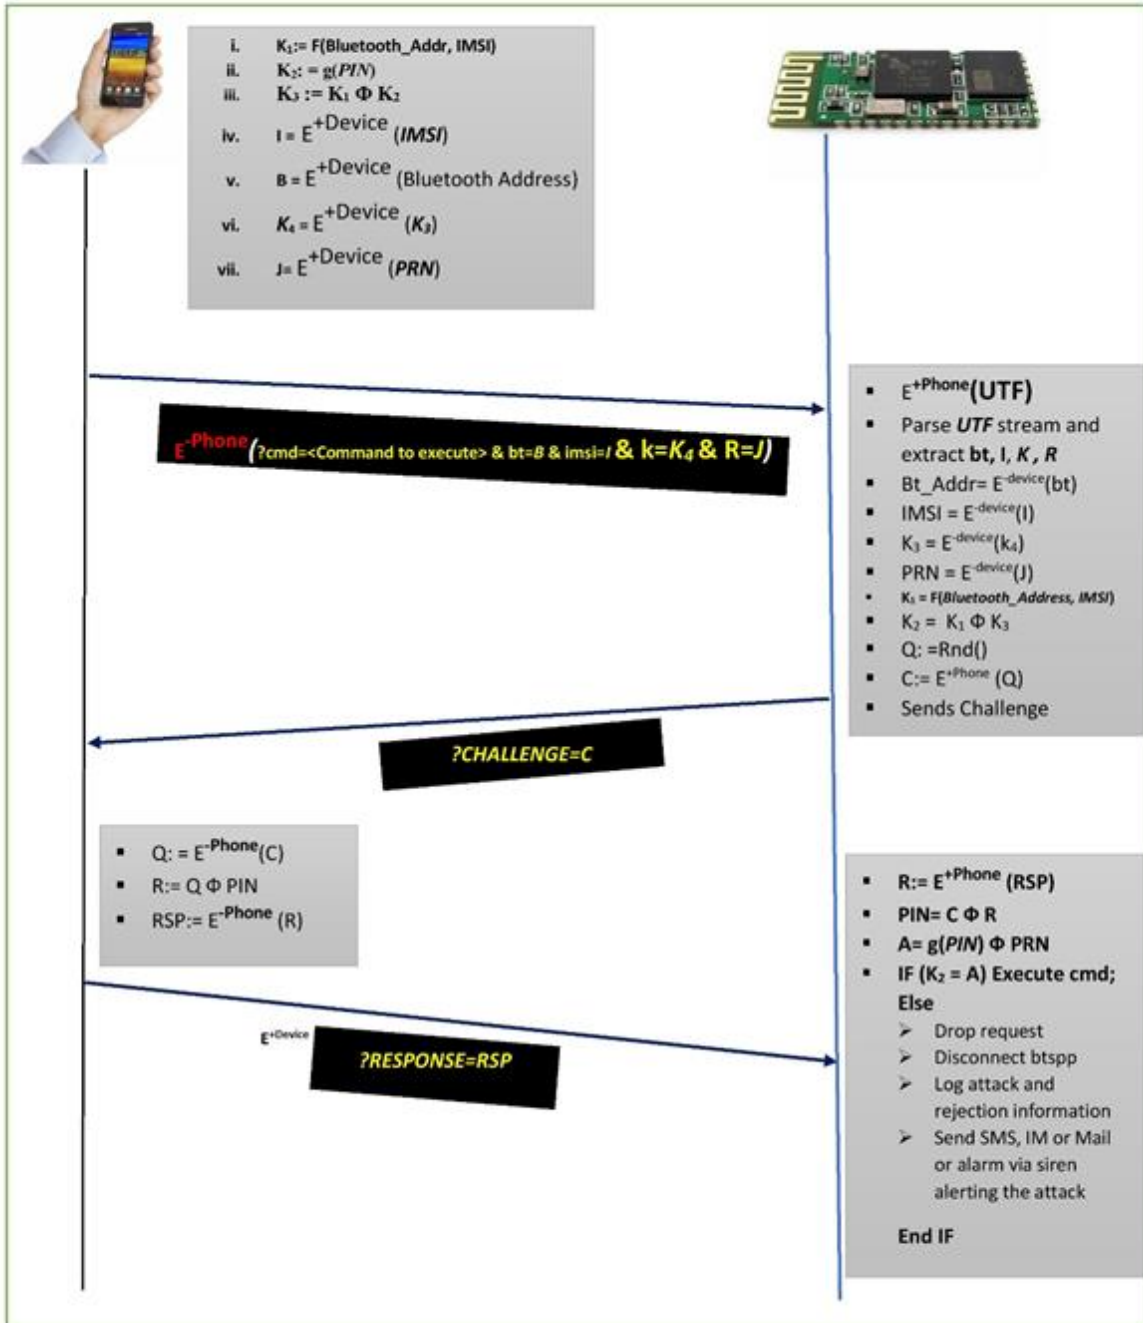 i. K₁:= F(Bluetooth_Addr, IMSI)
ii. K₂: = g(PIN)
iii. K₃ := K₁ Φ K₂
iv. I = E⁺Device (IMSI)
v. B = E⁺Device (Bluetooth Address)
vi. K₄ = E⁺Device (K₃)
vii. J= E⁺Device (PRN)
E⁻Phone(?cmd=<Command to execute> & bt=B & imsi=I & k=K₄ & R=J)
▪ E⁺Phone(UTF)
▪ Parse UTF stream and
extract bt, I, K , R
▪ Bt_Addr= E⁻device(bt)
▪ IMSI = E⁻device(I)
▪ K₃ = E⁻device(k₄)
▪ PRN = E⁻device(J)
▪ K₁ = F(Bluetooth_Address, IMSI)
▪ K₂ = K₁ Φ K₃
▪ Q: =Rnd()
▪ C:= E⁺Phone (Q)
▪ Sends Challenge
?CHALLENGE=C
▪ Q: = E⁻Phone(C)
▪ R:= Q Φ PIN
▪ RSP:= E⁻Phone (R)
E⁺Device
?RESPONSE=RSP
▪ R:= E⁺Phone (RSP)
▪ PIN= C Φ R
▪ A= g(PIN) Φ PRN
▪ IF (K₂ = A) Execute cmd;
Else
➢ Drop request
➢ Disconnect btspp
➢ Log attack and
rejection information
➢ Send SMS, IM or Mail
or alarm via siren
alerting the attack
End IF